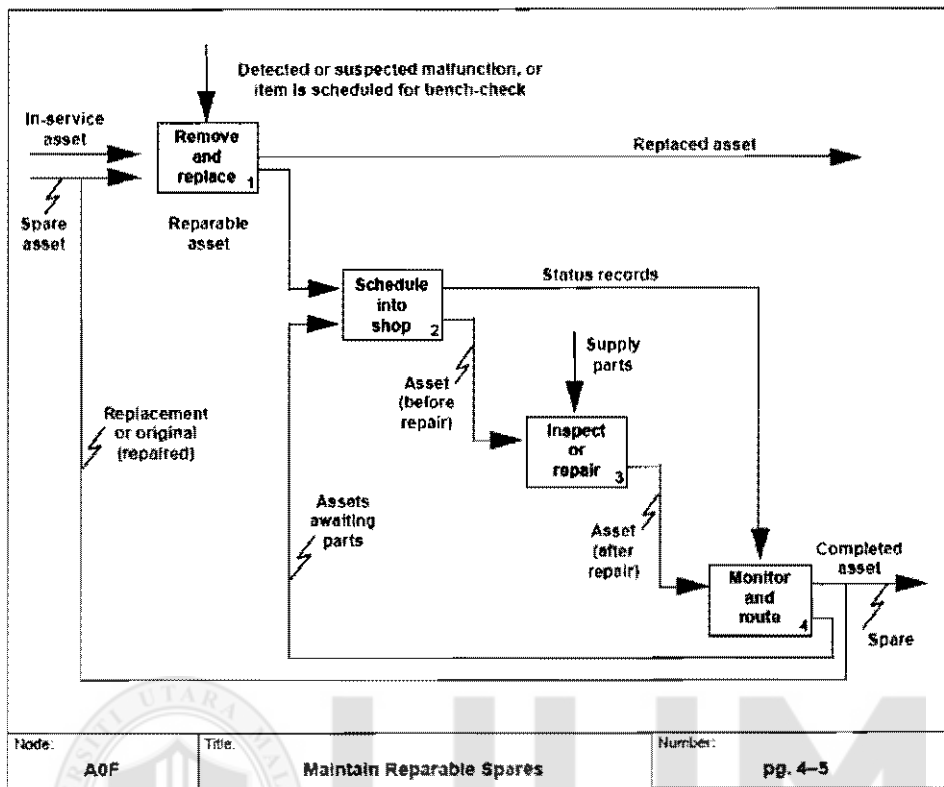 Detected or suspected malfunction, or
item is scheduled for bench-check
In-service
asset
Remove
and
replace
1
Replaced asset
Spare
asset
Reparable
asset
Schedule
into
shop
2
Status records
Supply
parts
Asset
(before
repair)
Replacement
or original
(repaired)
Inspect
or
repair
3
Assets
awaiting
parts
Asset
(after
repair)
Monitor
and
route
4
Completed
asset
Spare
Node:
A0F
Title:
Maintain Reparable Spares
Number:
pg. 4–5
UTARA
UUM